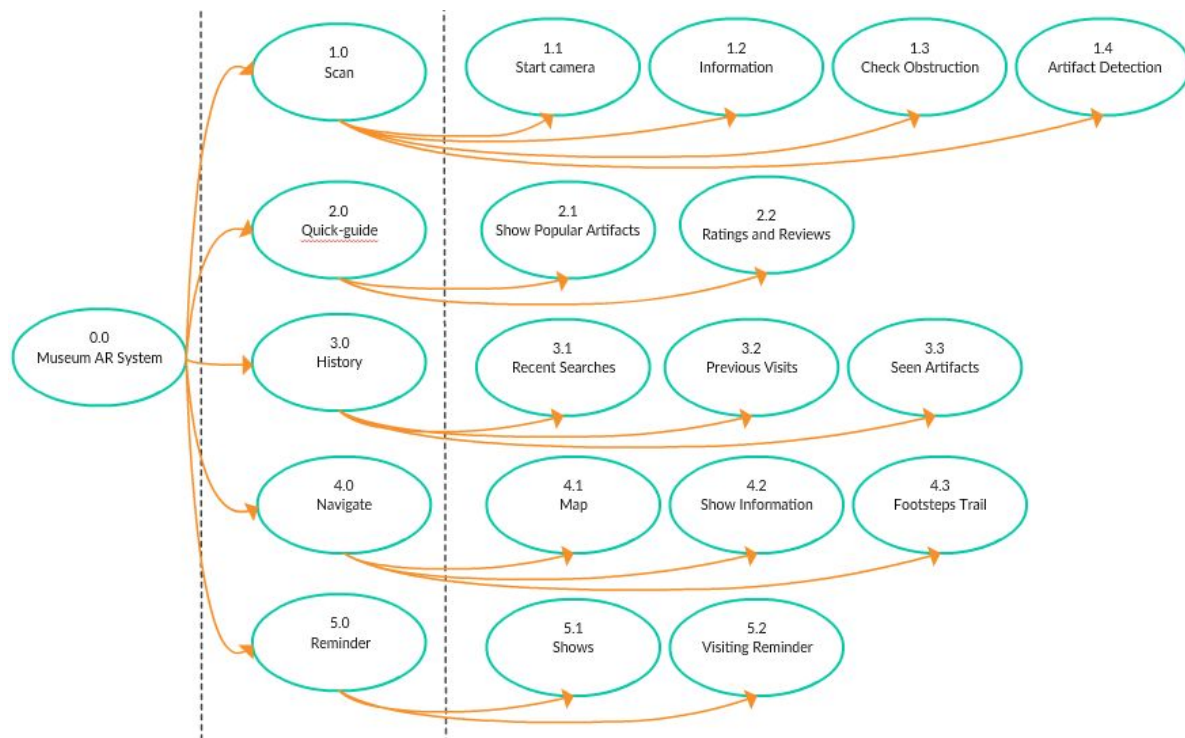 1.0
Scan
1.1
Start camera
1.2
Information
1.3
Check Obstruction
1.4
Artifact Detection
2.0
Quick-guide
2.1
Show Popular Artifacts
2.2
Ratings and Reviews
0.0
Museum AR System
3.0
History
3.1
Recent Searches
3.2
Previous Visits
3.3
Seen Artifacts
4.0
Navigate
4.1
Map
4.2
Show Information
4.3
Footsteps Trail
5.0
Reminder
5.1
Shows
5.2
Visiting Reminder